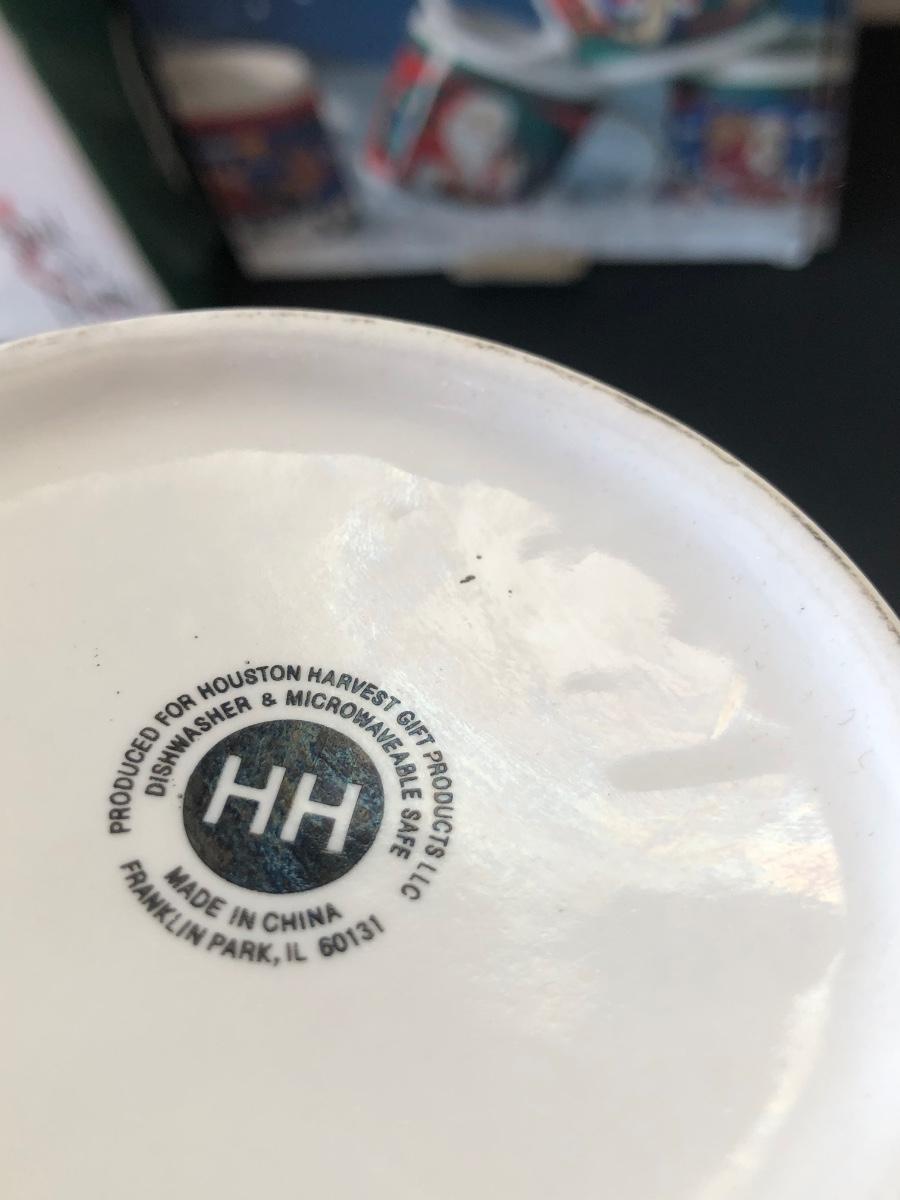 PRODUCED FOR HOUSTON HARVEST GIFT PRODUCTS LLC
DISHWASHER & MICROWAVEABLE SAFE
HH
MADE IN CHINA
FRANKLIN PARK, IL 60131